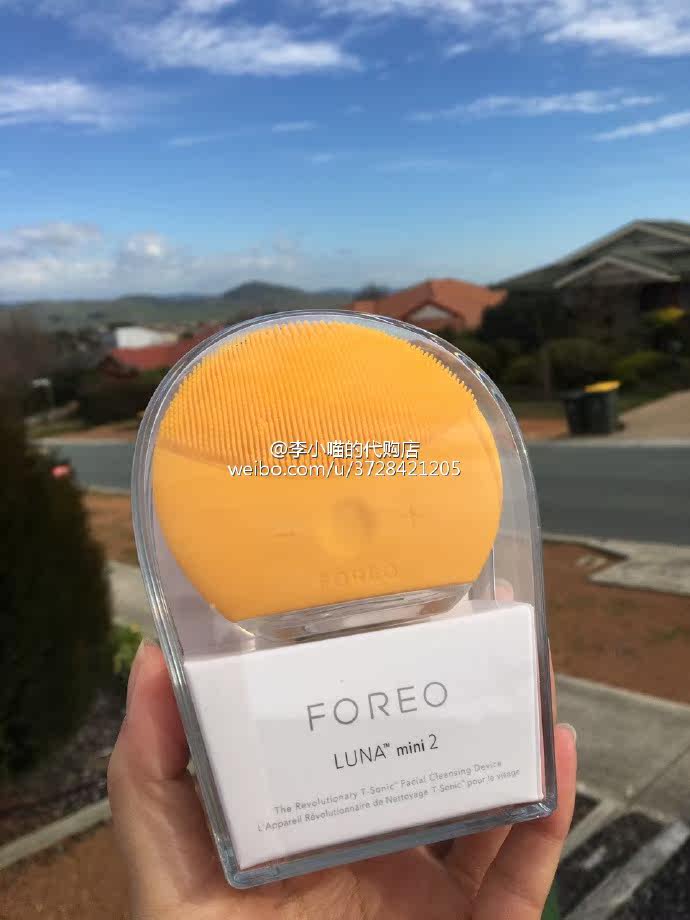 @李小喵的代购店
weibo.com/u/3728421205
FOREO
FOREO
LUNA™ mini 2
The Revolutionary T-Sonic™ Facial Cleansing Device
L'Appareil Révolutionnaire de Nettoyage T-Sonic™ pour le visage